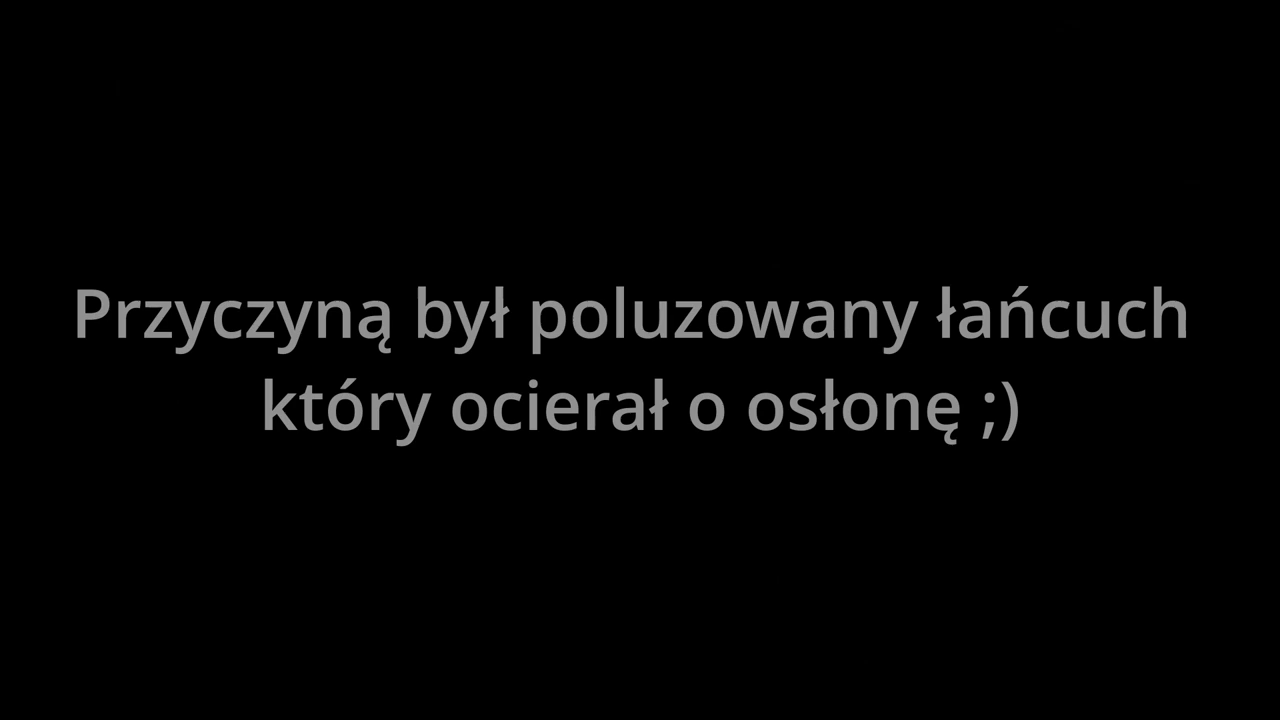 Przyczyną był poluzowany łańcuch
który ocierał o osłonę ;)